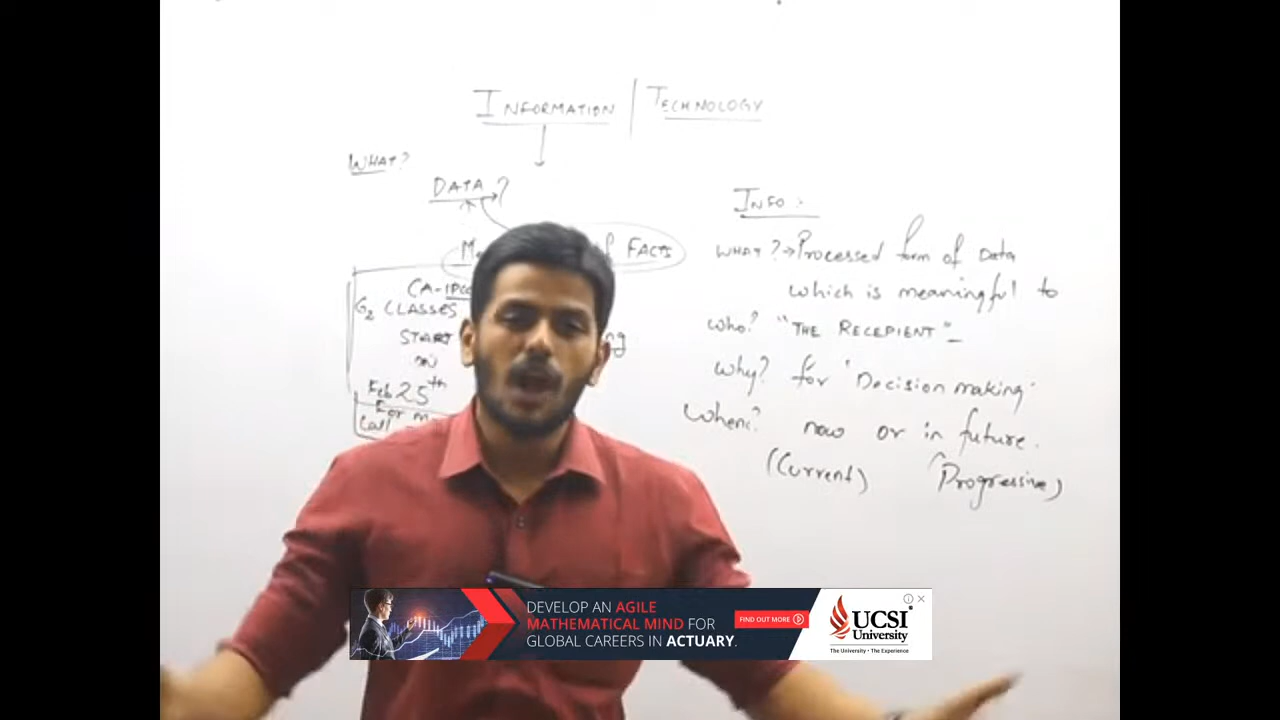 INFORMATION | TECHNOLOGY
WHAT?
DATA ?
FACTS
CA-IPCC
G2 CLASSES
START
Feb 25th
For m
Call
INFO :-
WHAT? → Processed form of Data
which is meaningful to
Who? "THE RECEPIENT" -
Why? for 'Decision making'
When? now or in future.
(Current) (Progressive)
DEVELOP AN AGILE
MATHEMATICAL MIND FOR
GLOBAL CAREERS IN ACTUARY.
FIND OUT MORE
UCSI
University
The University • The Experience